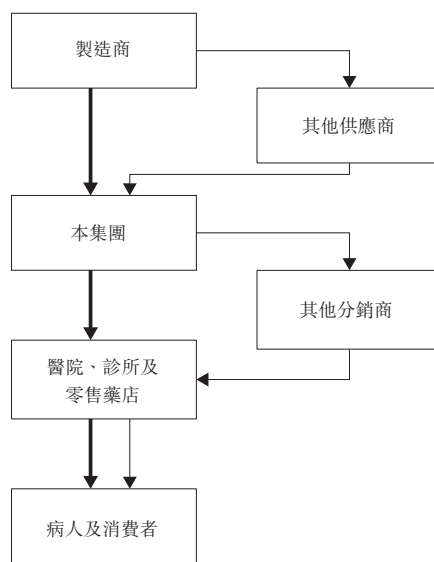 製造商
其他供應商
本集團
其他分銷商
醫院、診所及
零售藥店
病人及消費者